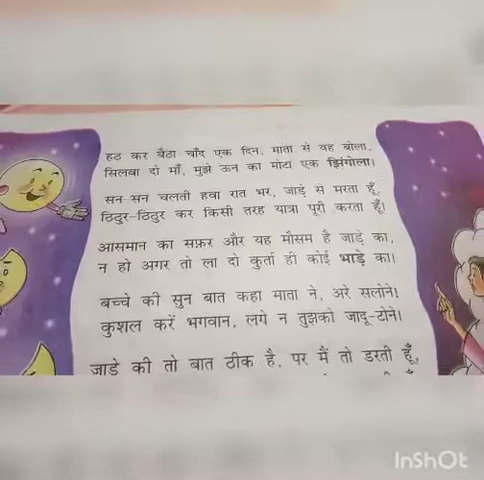 हठ कर बैठा चाँद एक दिन, माता से वह बोला,
सिलवा दो माँ, मुझे ऊन का मोटा एक झिंगोला।
सन सन चलती हवा रात भर, जाड़े से मरता हूँ,
ठिठुर-ठिठुर कर किसी तरह यात्रा पूरी करता हूँ।
आसमान का सफ़र और यह मौसम है जाड़े का,
न हो अगर तो ला दो कुर्ता ही कोई भाड़े का।
बच्चे की सुन बात कहा माता ने, अरे सलोने!
कुशल करें भगवान, लगे न तुझको जादू-टोने।
जाडे की तो बात ठीक है, पर मैं तो डरती हूँ,
InShOt